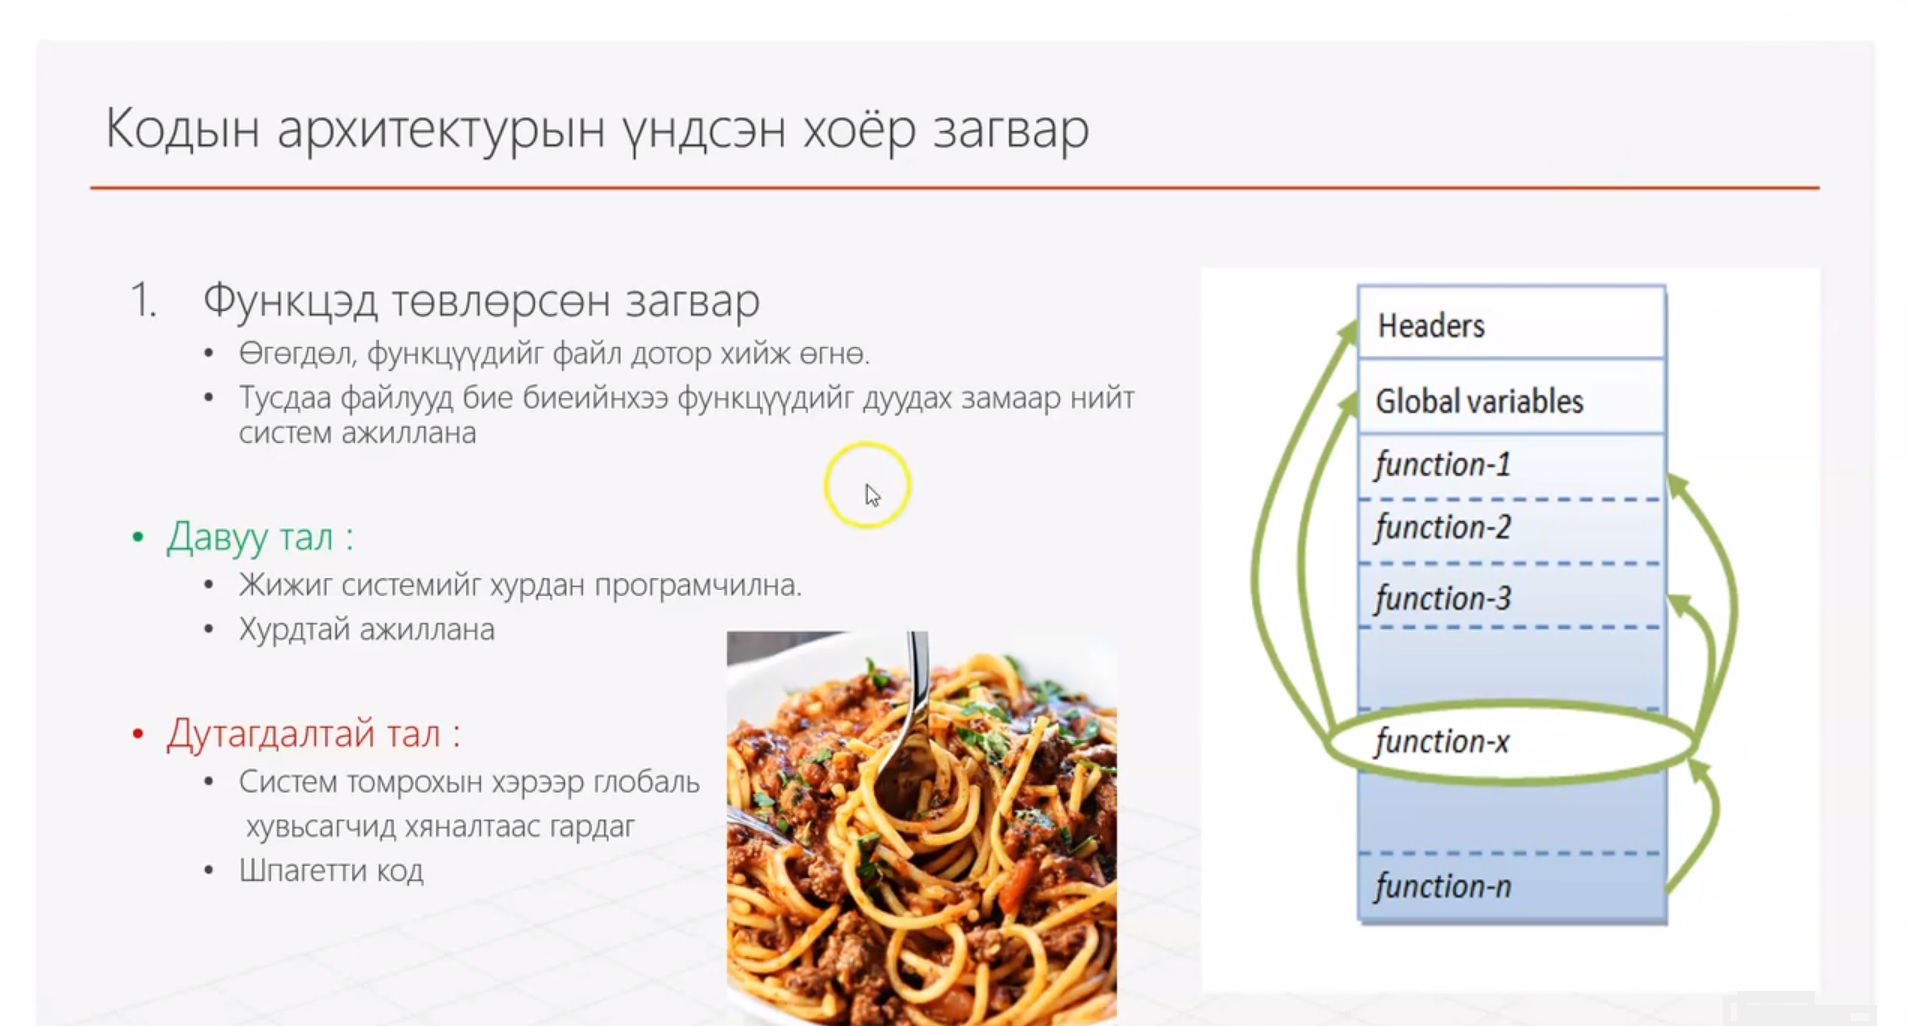 Кодын архитектурын үндсэн хоёр загвар
1. Функцэд төвлөрсөн загвар
• Өгөгдөл, функцүүдийг файл дотор хийж өгнө.
• Тусдаа файлууд бие биеийнхээ функцүүдийг дуудах замаар нийт
систем ажиллана
• Давуу тал :
• Жижиг системийг хурдан програмчилна.
• Хурдтай ажиллана
• Дутагдалтай тал :
• Систем томрохын хэрээр глобаль
хувьсагчид хяналтаас гардаг
• Шпагетти код
Headers
Global variables
function-1
function-2
function-3
function-x
function-n